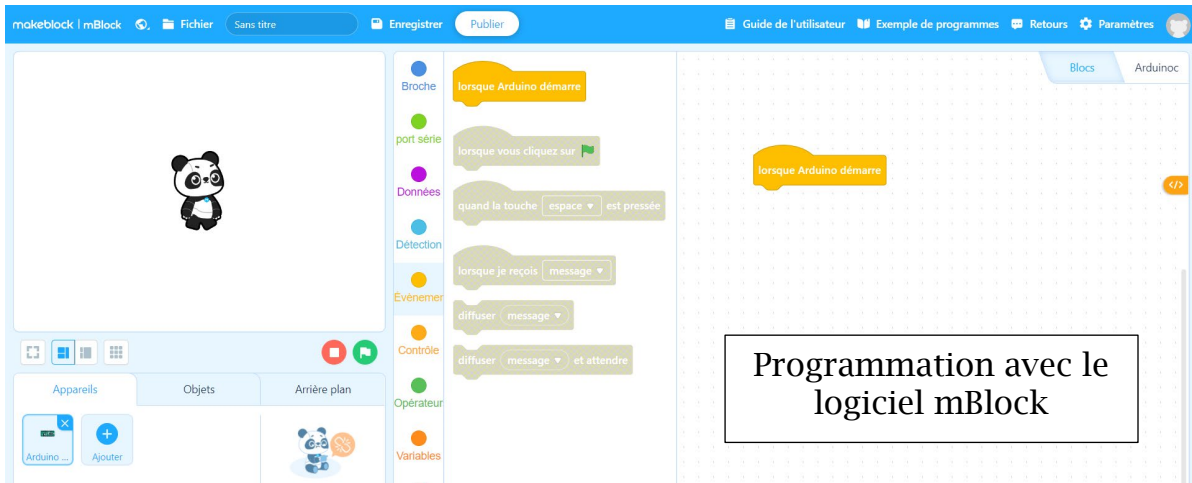 makeblock | mBlock Fichier Sans titre Enregistrer Publier Guide de l'utilisateur Exemple de programmes Retours Paramètres
Blocs Arduinoc
Broche
port série
Données
Détection
Évènemer
Contrôle
Opérateur
Variables
lorsque Arduino démarre
lorsque vous cliquez sur
quand la touche espace est pressée
lorsque je reçois message
diffuser message
diffuser message et attendre
lorsque Arduino démarre
</>
Programmation avec le
logiciel mBlock
Appareils Objets Arrière plan
Arduino ... Ajouter